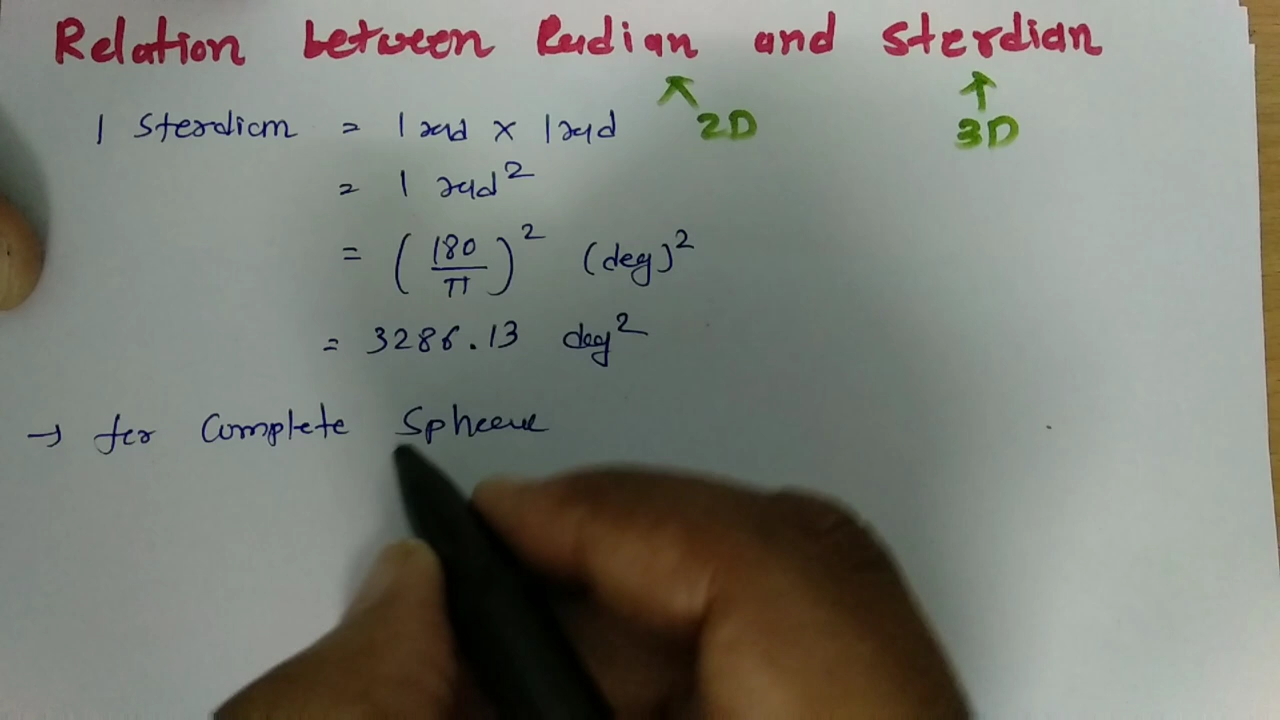 Relation between Radian and Sterdian
2D
3D
1 Sterdian = 1 rad × 1 rad
= 1 rad²
= (180/π)² (deg)²
= 3286.13 deg²
→ for Complete Sphere